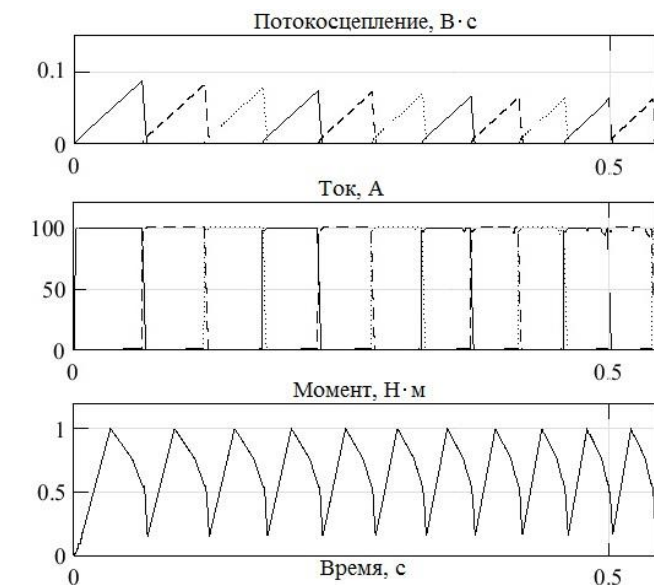 Потокосцепление, В·с
0.1
0
0 0.5
Ток, А
100
50
0
0 0.5
Момент, Н·м
1
0.5
0
0 Время, с 0.5